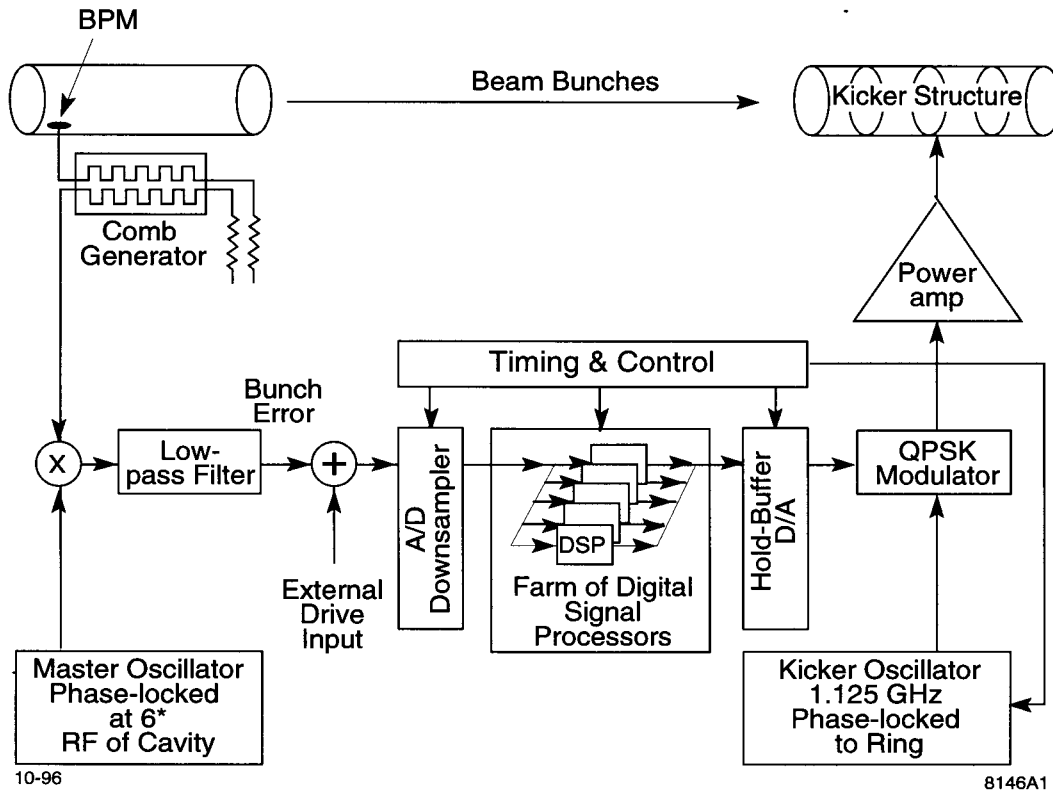 BPM
Beam Bunches
Kicker Structure
Comb
Generator
Power
amp
Timing & Control
Bunch
Error
X
Low-
pass Filter
+
A/D
Downsampler
DSP
Farm of Digital
Signal
Processors
Hold-Buffer
D/A
QPSK
Modulator
External
Drive
Input
Master Oscillator
Phase-locked
at 6*
RF of Cavity
Kicker Oscillator
1.125 GHz
Phase-locked
to Ring
10-96
8146A1